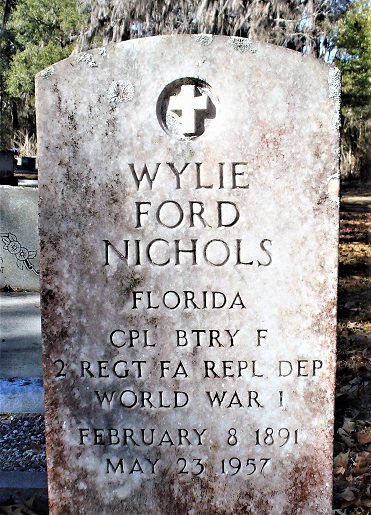 WYLIE
FORD
NICHOLS
FLORIDA
CPL BTRY F
2 REGT FA REPL DEP
WORLD WAR I
FEBRUARY 8 1891
MAY 23 1957